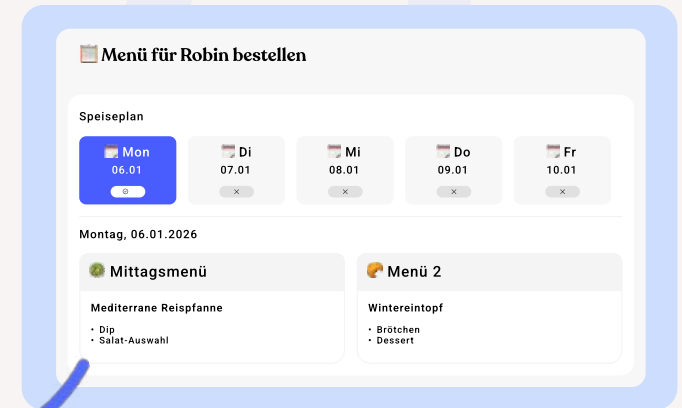 Menü für Robin bestellen
Speiseplan
Mon
06.01
Di
07.01
Mi
08.01
Do
09.01
Fr
10.01
Montag, 06.01.2026
Mittagsmenü
Mediterrane Reispfanne
• Dip
• Salat-Auswahl
Menü 2
Wintereintopf
• Brötchen
• Dessert